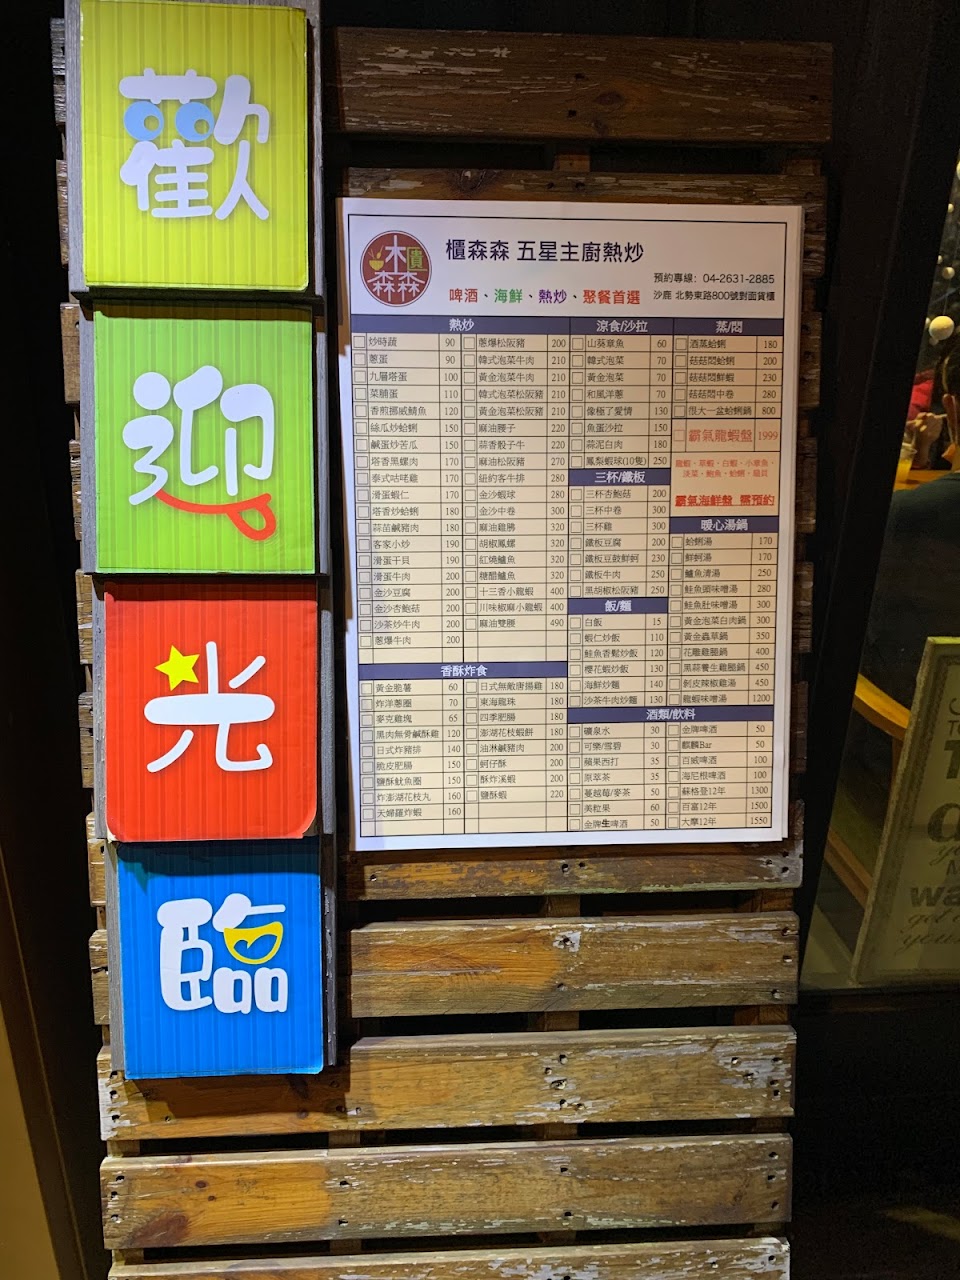 歡
迎
光
臨
櫃森森 五星主廚熱炒
預約專線：04-2631-2885
啤酒、海鮮、熱炒、聚餐首選
沙鹿 北勢東路800號對面貨櫃
熱炒
炒時蔬 90
蔥蛋 90
九層塔蛋 100
菜脯蛋 110
香煎挪威鯖魚 120
絲瓜炒蛤蜊 150
鹹蛋炒苦瓜 150
塔香黑螺肉 170
泰式咕咾雞 170
滑蛋蝦仁 170
塔香炒蛤蜊 180
蒜苗鹹豬肉 180
客家小炒 190
滑蛋干貝 190
滑蛋牛肉 200
金沙豆腐 200
金沙杏鮑菇 200
沙茶炒牛肉 200
蔥爆牛肉 200
蔥爆松阪豬 200
韓式泡菜牛肉 210
黃金泡菜牛肉 210
韓式泡菜松阪豬 210
黃金泡菜松阪豬 210
麻油腰子 220
蒜香骰子牛 220
麻油松阪豬 270
紐約客牛排 280
金沙蝦球 280
金沙中卷 300
麻油雞胇 320
胡椒鳳螺 320
紅燒鱸魚 320
糖醋鱸魚 320
十三香小龍蝦 400
川味椒麻小龍蝦 400
麻油雙腰 490
香酥炸食
黃金脆薯 60
炸洋蔥圈 70
麥克雞塊 65
黑肉無骨鹹酥雞 120
日式炸豬排 140
脆皮肥腸 150
鹽酥魷魚圈 150
炸澎湖花枝丸 160
天婦羅炸蝦 160
日式無敵唐揚雞 180
東海龍珠 180
四季肥腸 180
澎湖花枝蝦餅 180
油淋鹹豬肉 200
蚵仔酥 200
酥炸溪蝦 200
鹽酥蝦 220
涼食/沙拉
山葵章魚 60
韓式泡菜 70
黃金泡菜 70
和風洋蔥 70
像極了愛情 130
魚蛋沙拉 150
蒜泥白肉 180
鳳梨蝦球(10隻) 250
三杯/鐵板
三杯杏鮑菇 200
三杯中卷 300
三杯雞 300
鐵板豆腐 200
鐵板豆鼓鮮蚵 230
鐵板牛肉 250
黑胡椒松阪豬 250
飯/麵
白飯 15
蝦仁炒飯 110
鮭魚香鬆炒飯 120
櫻花蝦炒飯 130
海鮮炒麵 140
沙茶牛肉炒麵 130
蒸/悶
酒蒸蛤蜊 180
菇菇悶蛤蜊 200
菇菇悶鮮蝦 230
菇菇悶中卷 280
很大一盆蛤蜊鍋 800
霸氣龍蝦盤 1999
龍蝦、草蝦、白蝦、小章魚、
淡菜、鮑魚、蛤蜊、扇貝
霸氣海鮮盤 需預約
暖心湯鍋
蛤蜊湯 170
鮮蚵湯 170
鱸魚清湯 250
鮭魚頭味噌湯 280
鮭魚肚味噌湯 300
黃金泡菜白肉鍋 300
黃金蟲草鍋 350
花雕雞腿鍋 400
黑蒜養生雞腿鍋 450
剝皮辣椒雞湯 450
龍蝦味噌湯 1200
酒類/飲料
礦泉水 30
可樂/雪碧 30
蘋果西打 35
原萃茶 35
蔓越莓/麥茶 50
美粒果 60
金牌生啤酒 50
金牌啤酒 50
麒麟Bar 50
百威啤酒 100
海尼根啤酒 100
蘇格登12年 1300
百富12年 1500
大摩12年 1550